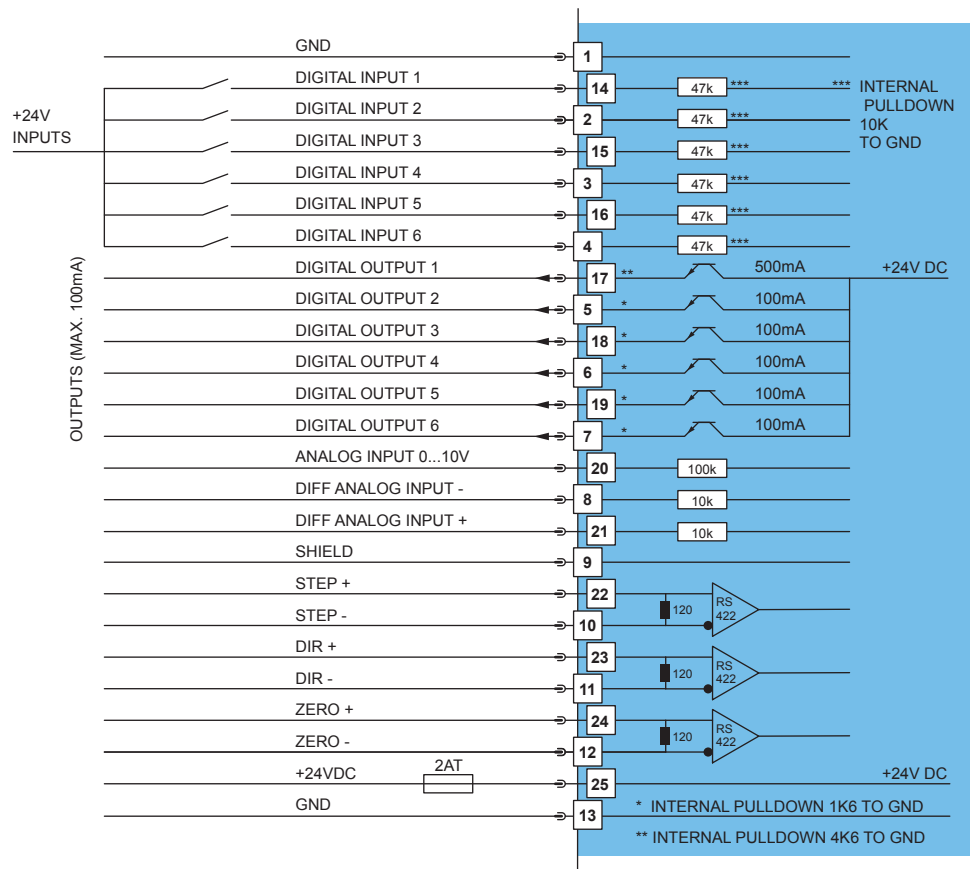 GND 1
DIGITAL INPUT 1 14 47k *** *** INTERNAL
PULLDOWN
10K
TO GND
+24V
INPUTS
DIGITAL INPUT 2 2 47k ***
DIGITAL INPUT 3 15 47k ***
DIGITAL INPUT 4 3 47k ***
DIGITAL INPUT 5 16 47k ***
DIGITAL INPUT 6 4 47k ***
OUTPUTS (MAX. 100mA)
DIGITAL OUTPUT 1 17 ** 500mA +24V DC
DIGITAL OUTPUT 2 5 * 100mA
DIGITAL OUTPUT 3 18 * 100mA
DIGITAL OUTPUT 4 6 * 100mA
DIGITAL OUTPUT 5 19 * 100mA
DIGITAL OUTPUT 6 7 * 100mA
ANALOG INPUT 0...10V 20 100k
DIFF ANALOG INPUT - 8 10k
DIFF ANALOG INPUT + 21 10k
SHIELD 9
STEP + 22
120 RS
422
STEP - 10
DIR + 23
120 RS
422
DIR - 11
ZERO + 24
120 RS
422
ZERO - 12
+24VDC 2AT 25 +24V DC
GND 13 * INTERNAL PULLDOWN 1K6 TO GND
** INTERNAL PULLDOWN 4K6 TO GND